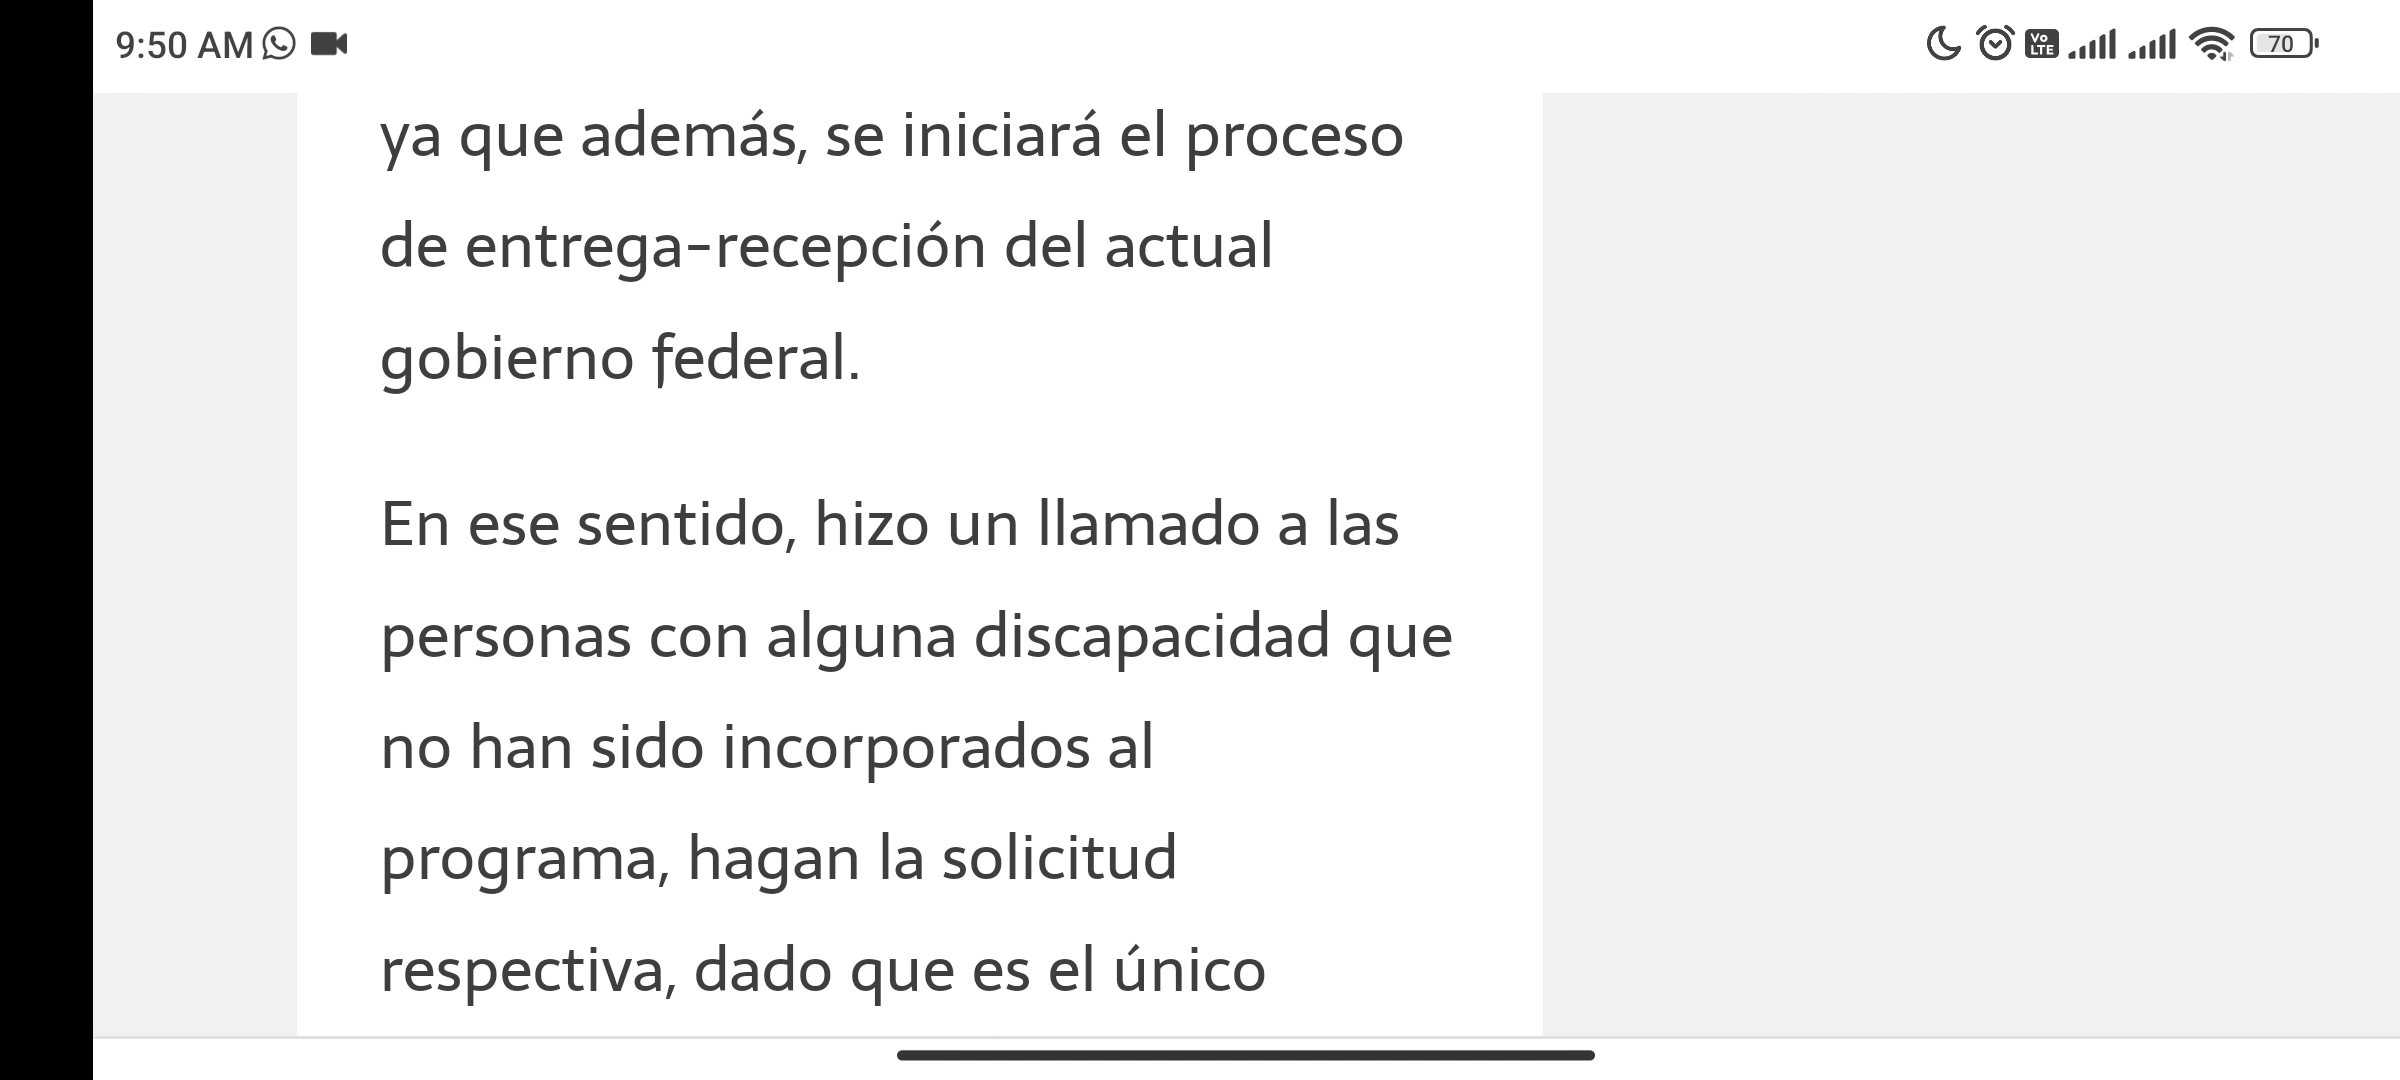 9:50 AM
Vo
LTE
70
ya que además, se iniciará el proceso
de entrega-recepción del actual
gobierno federal.
En ese sentido, hizo un llamado a las
personas con alguna discapacidad que
no han sido incorporados al
programa, hagan la solicitud
respectiva, dado que es el único